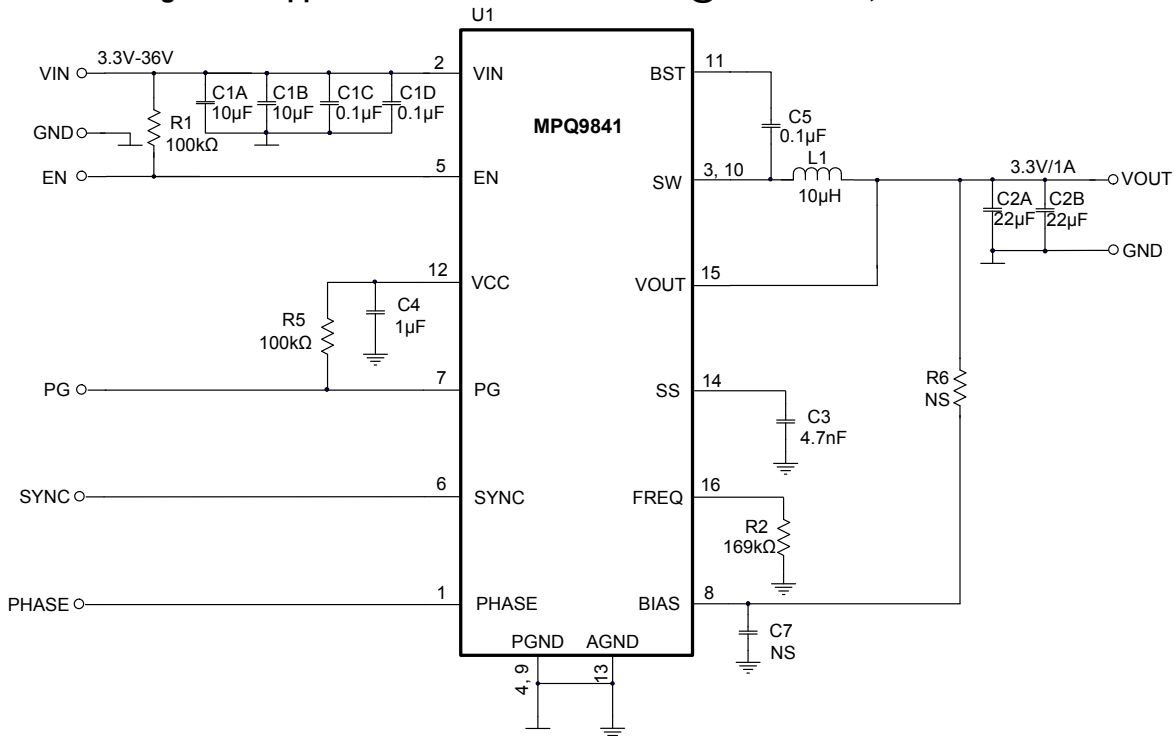 U1
VIN
3.3V-36V
2
VIN
BST
11
C1A
10µF
C1B
10µF
C1C
0.1µF
C1D
0.1µF
R1
100kΩ
GND
MPQ9841
C5
0.1µF
EN
5
EN
SW
3, 10
L1
10µH
3.3V/1A
VOUT
C2A
22µF
C2B
22µF
GND
12
VCC
VOUT
15
C4
1µF
R5
100kΩ
PG
7
PG
SS
14
C3
4.7nF
R6
NS
SYNC
6
SYNC
FREQ
16
R2
169kΩ
PHASE
1
PHASE
BIAS
8
C7
NS
PGND
AGND
4, 9
13